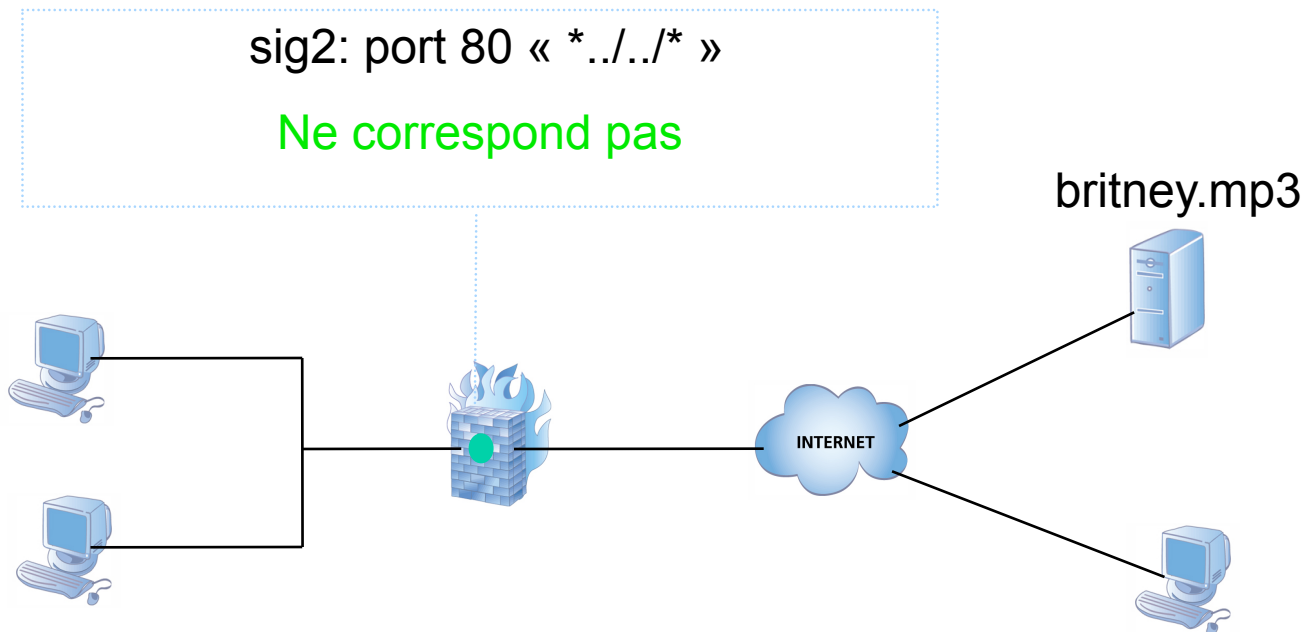 sig2: port 80 « *../../* »
Ne correspond pas
britney.mp3
INTERNET